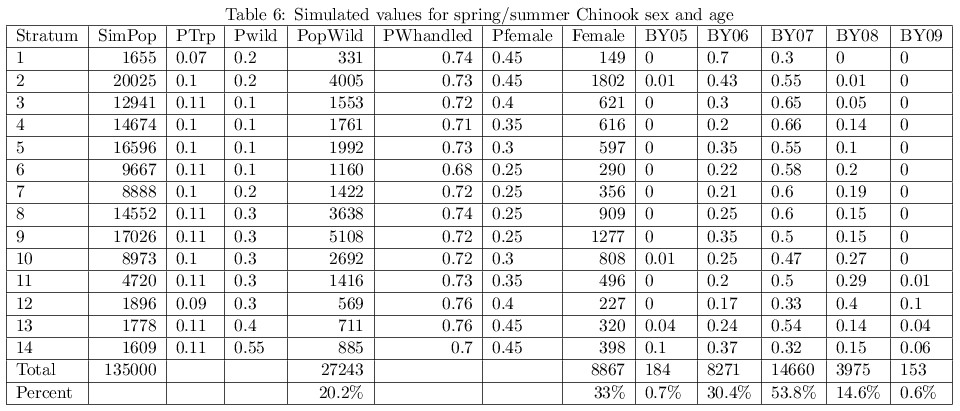 Table 6: Simulated values for spring/summer Chinook sex and age
Stratum SimPop PTrp Pwild PopWild PWhandled Pfemale Female BY05 BY06 BY07 BY08 BY09
1 1655 0.07 0.2 331 0.74 0.45 149 0 0.7 0.3 0 0
2 20025 0.1 0.2 4005 0.73 0.45 1802 0.01 0.43 0.55 0.01 0
3 12941 0.11 0.1 1553 0.72 0.4 621 0 0.3 0.65 0.05 0
4 14674 0.1 0.1 1761 0.71 0.35 616 0 0.2 0.66 0.14 0
5 16596 0.1 0.1 1992 0.73 0.3 597 0 0.35 0.55 0.1 0
6 9667 0.11 0.1 1160 0.68 0.25 290 0 0.22 0.58 0.2 0
7 8888 0.1 0.2 1422 0.72 0.25 356 0 0.21 0.6 0.19 0
8 14552 0.11 0.3 3638 0.74 0.25 909 0 0.25 0.6 0.15 0
9 17026 0.11 0.3 5108 0.72 0.25 1277 0 0.35 0.5 0.15 0
10 8973 0.1 0.3 2692 0.72 0.3 808 0.01 0.25 0.47 0.27 0
11 4720 0.11 0.3 1416 0.73 0.35 496 0 0.2 0.5 0.29 0.01
12 1896 0.09 0.3 569 0.76 0.4 227 0 0.17 0.33 0.4 0.1
13 1778 0.11 0.4 711 0.76 0.45 320 0.04 0.24 0.54 0.14 0.04
14 1609 0.11 0.55 885 0.7 0.45 398 0.1 0.37 0.32 0.15 0.06
Total 135000 27243 8867 184 8271 14660 3975 153
Percent 20.2% 33% 0.7% 30.4% 53.8% 14.6% 0.6%